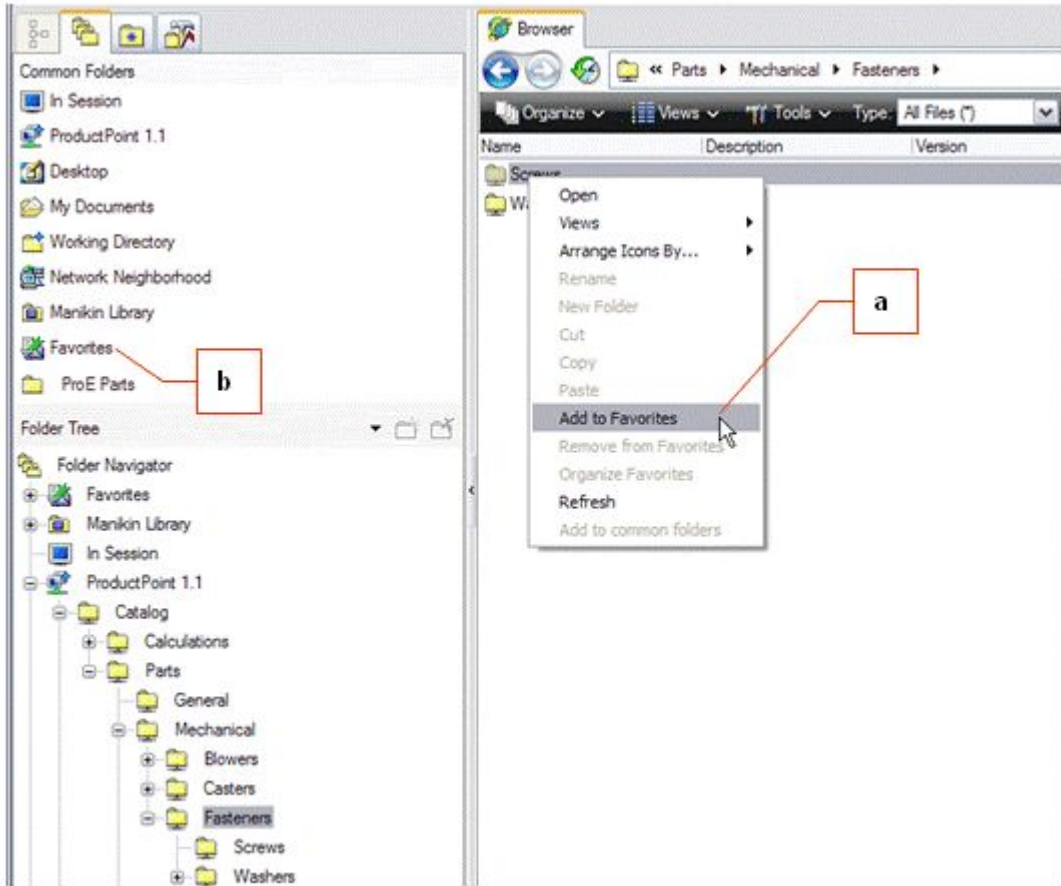 Common Folders
In Session
ProductPoint 1.1
Desktop
My Documents
Working Directory
Network Neighborhood
Manikin Library
Favorites
b
ProE Parts
Folder Tree
Folder Navigator
Favorites
Manikin Library
In Session
ProductPoint 1.1
Catalog
Calculations
Parts
General
Mechanical
Blowers
Casters
Fasteners
Screws
Washers
Browser
« Parts Mechanical Fasteners
Organize Views Tools Type: All Files (*)
Name Description Version
Screws
Wa
Open
Views
Arrange Icons By...
Rename
New Folder
Cut
Copy
Paste
Add to Favorites
Remove from Favorites
Organize Favorites
Refresh
Add to common folders
a